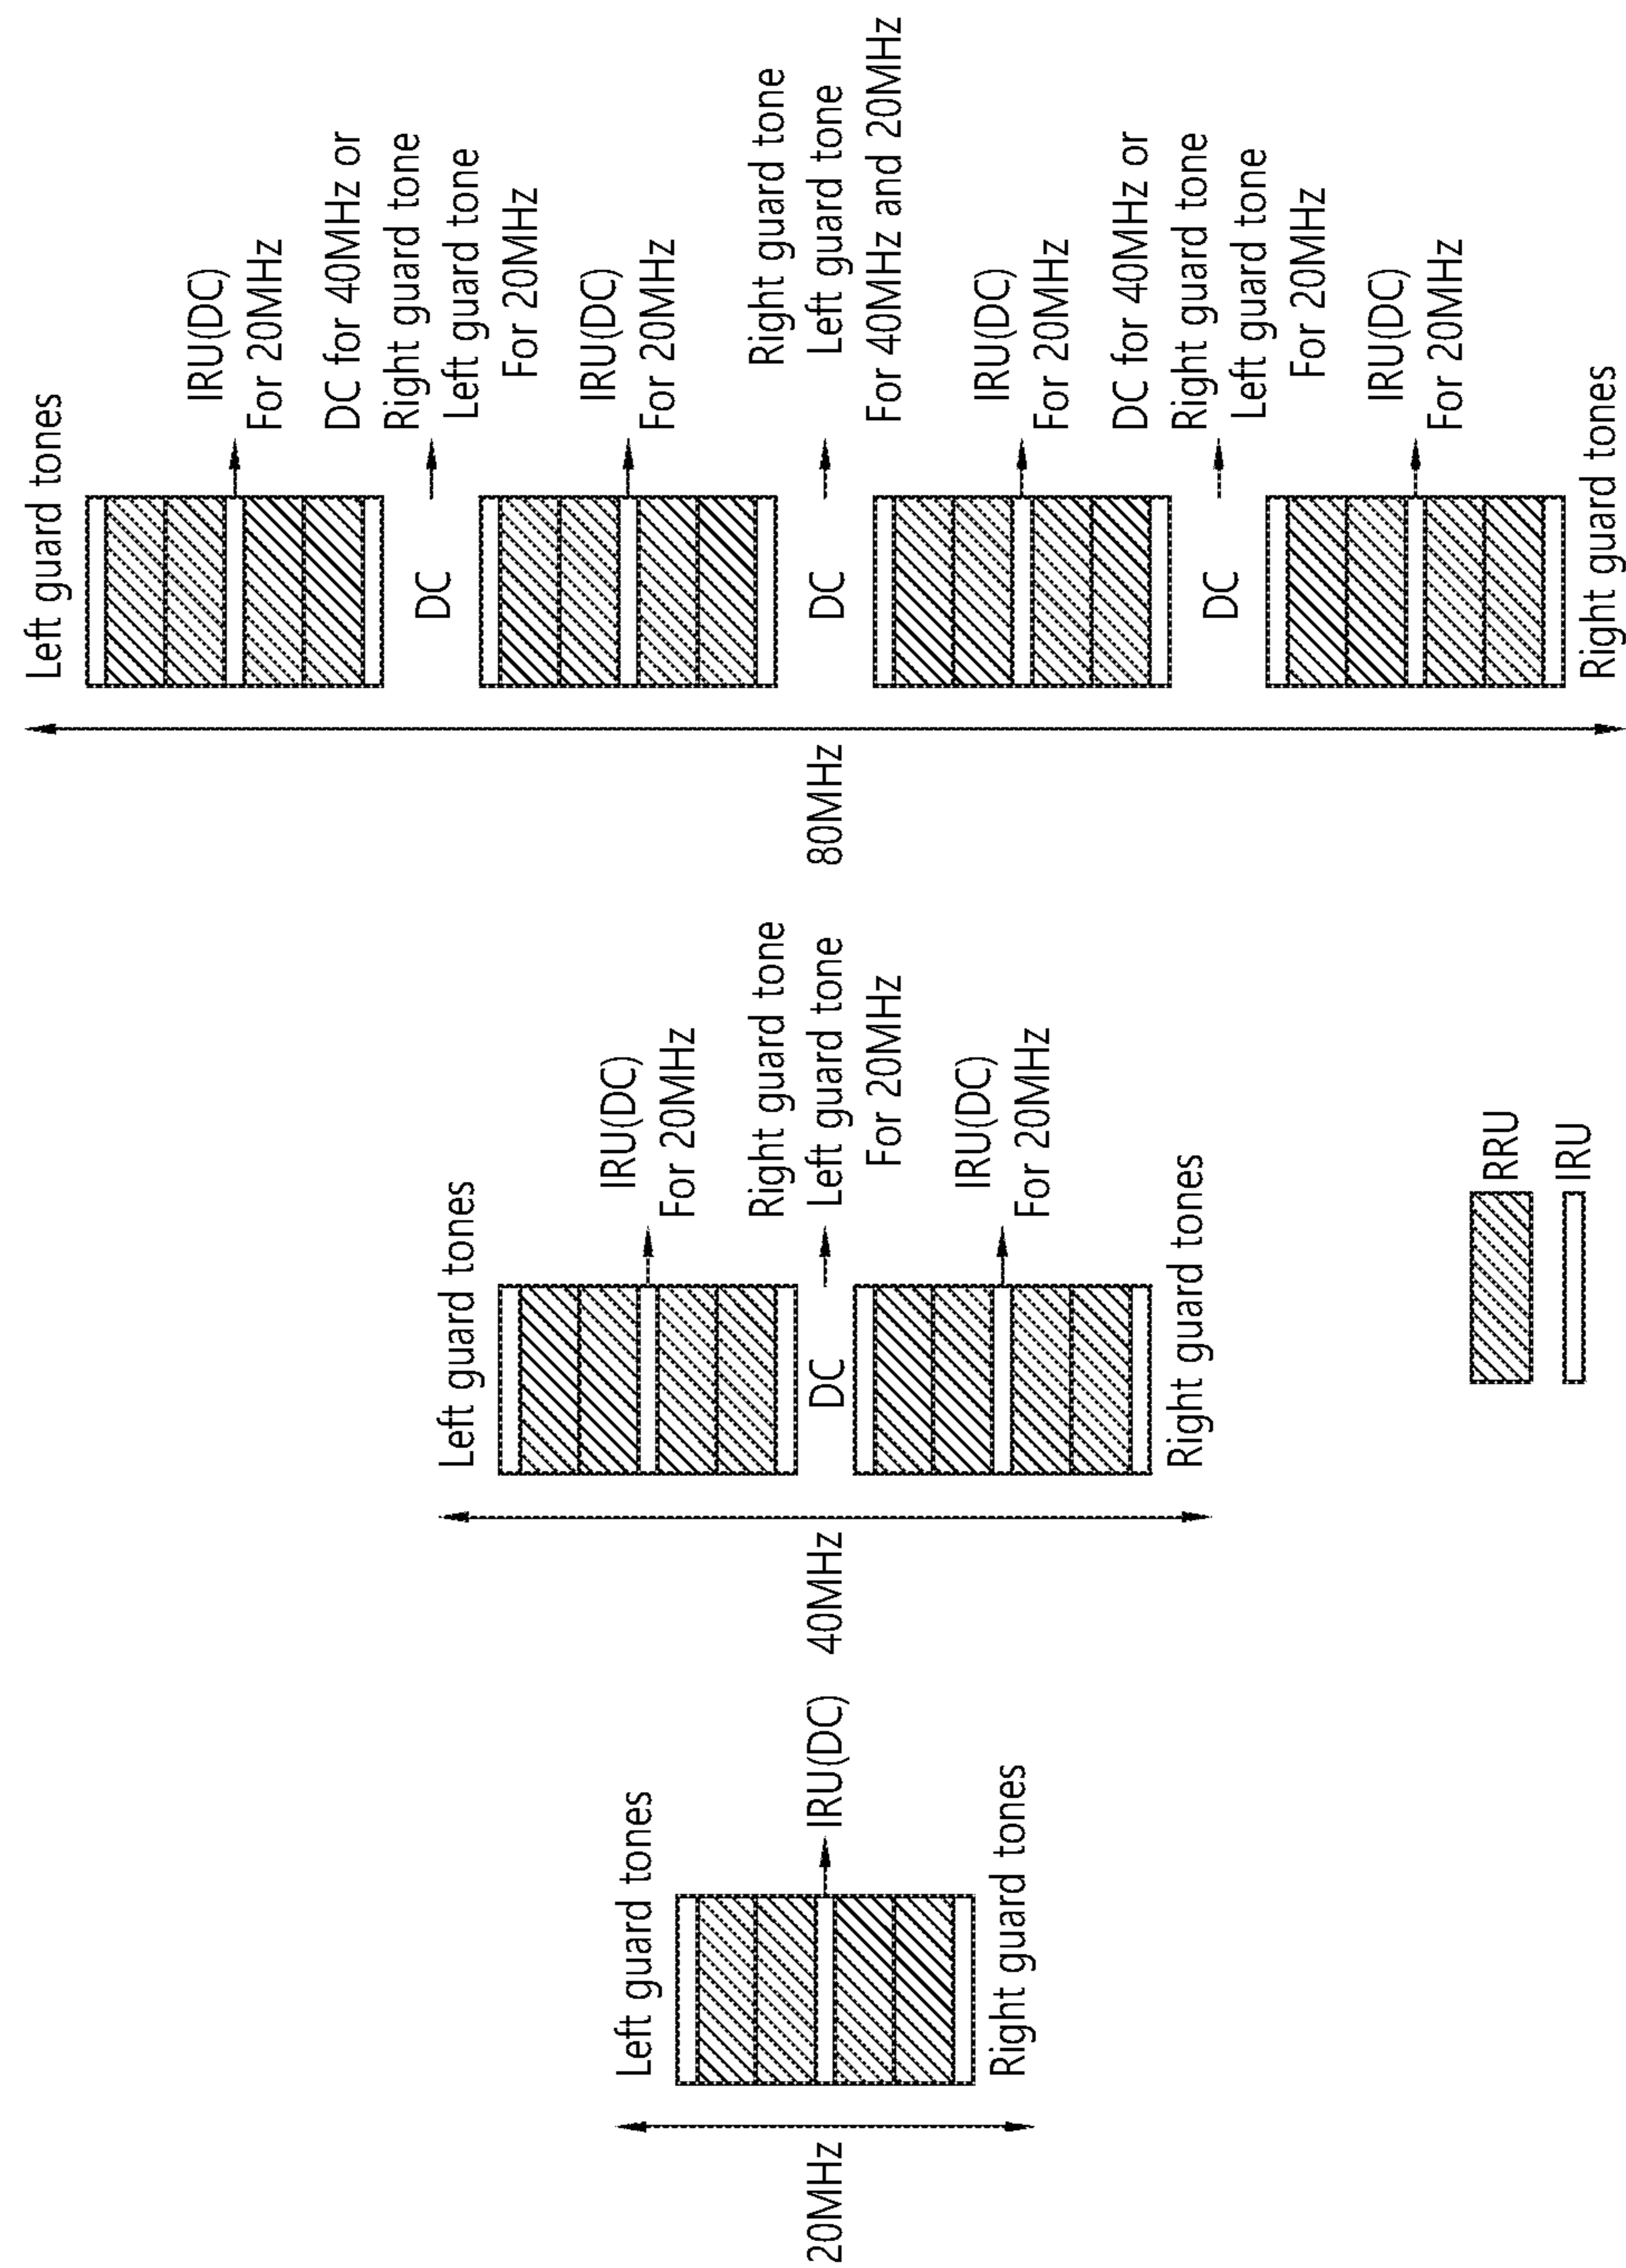 20MHz
Left guard tones
IRU(DC)
Right guard tones
40MHz
Left guard tones
IRU(DC)
For 20MHz
DC
Right guard tone
Left guard tone
For 20MHz
IRU(DC)
For 20MHz
Right guard tones
80MHz
Left guard tones
IRU(DC)
For 20MHz
DC
DC for 40MHz or
Right guard tone
Left guard tone
For 20MHz
IRU(DC)
For 20MHz
DC
Right guard tone
Left guard tone
For 40MHz and 20MHz
IRU(DC)
For 20MHz
DC
DC for 40MHz or
Right guard tone
Left guard tone
For 20MHz
IRU(DC)
For 20MHz
Right guard tones
RRU
IRU